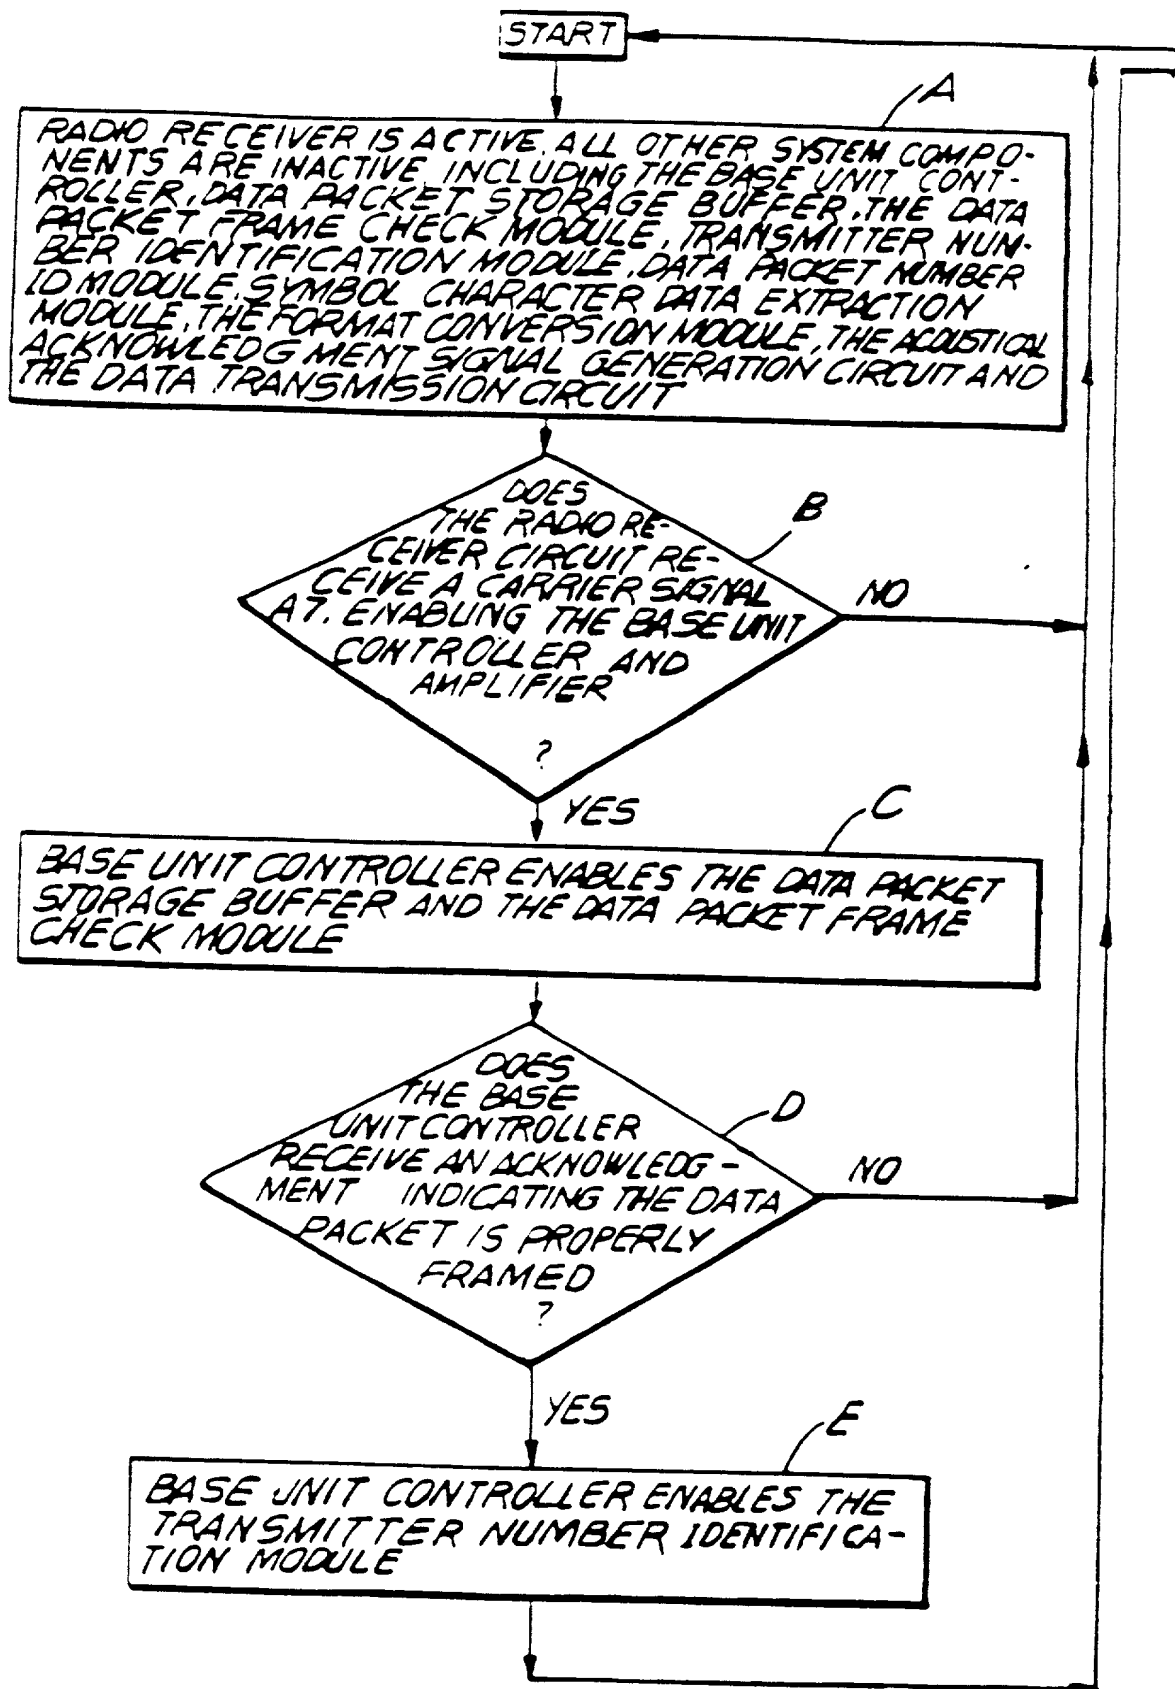 START
A
RADIO RECEIVER IS ACTIVE. ALL OTHER SYSTEM COMPO-
NENTS ARE INACTIVE, INCLUDING THE BASE UNIT CONT-
ROLLER, DATA PACKET STORAGE BUFFER, THE DATA
PACKET FRAME CHECK MODULE, TRANSMITTER NUM-
BER IDENTIFICATION MODULE, DATA PACKET NUMBER
ID MODULE, SYMBOL CHARACTER DATA EXTRACTION
MODULE, THE FORMAT CONVERSION MODULE, THE ACOUSTICAL
ACKNOWLEDGMENT SIGNAL GENERATION CIRCUIT AND
THE DATA TRANSMISSION CIRCUIT
B
DOES
THE RADIO RE-
CEIVER CIRCUIT RE-
CEIVE A CARRIER SIGNAL
A7. ENABLING THE BASE UNIT
CONTROLLER AND
AMPLIFIER
?
NO
YES
C
BASE UNIT CONTROLLER ENABLES THE DATA PACKET
STORAGE BUFFER AND THE DATA PACKET FRAME
CHECK MODULE
D
DOES
THE BASE
UNIT CONTROLLER
RECEIVE AN ACKNOWLEDG-
MENT INDICATING THE DATA
PACKET IS PROPERLY
FRAMED
?
NO
YES
E
BASE UNIT CONTROLLER ENABLES THE
TRANSMITTER NUMBER IDENTIFICA-
TION MODULE